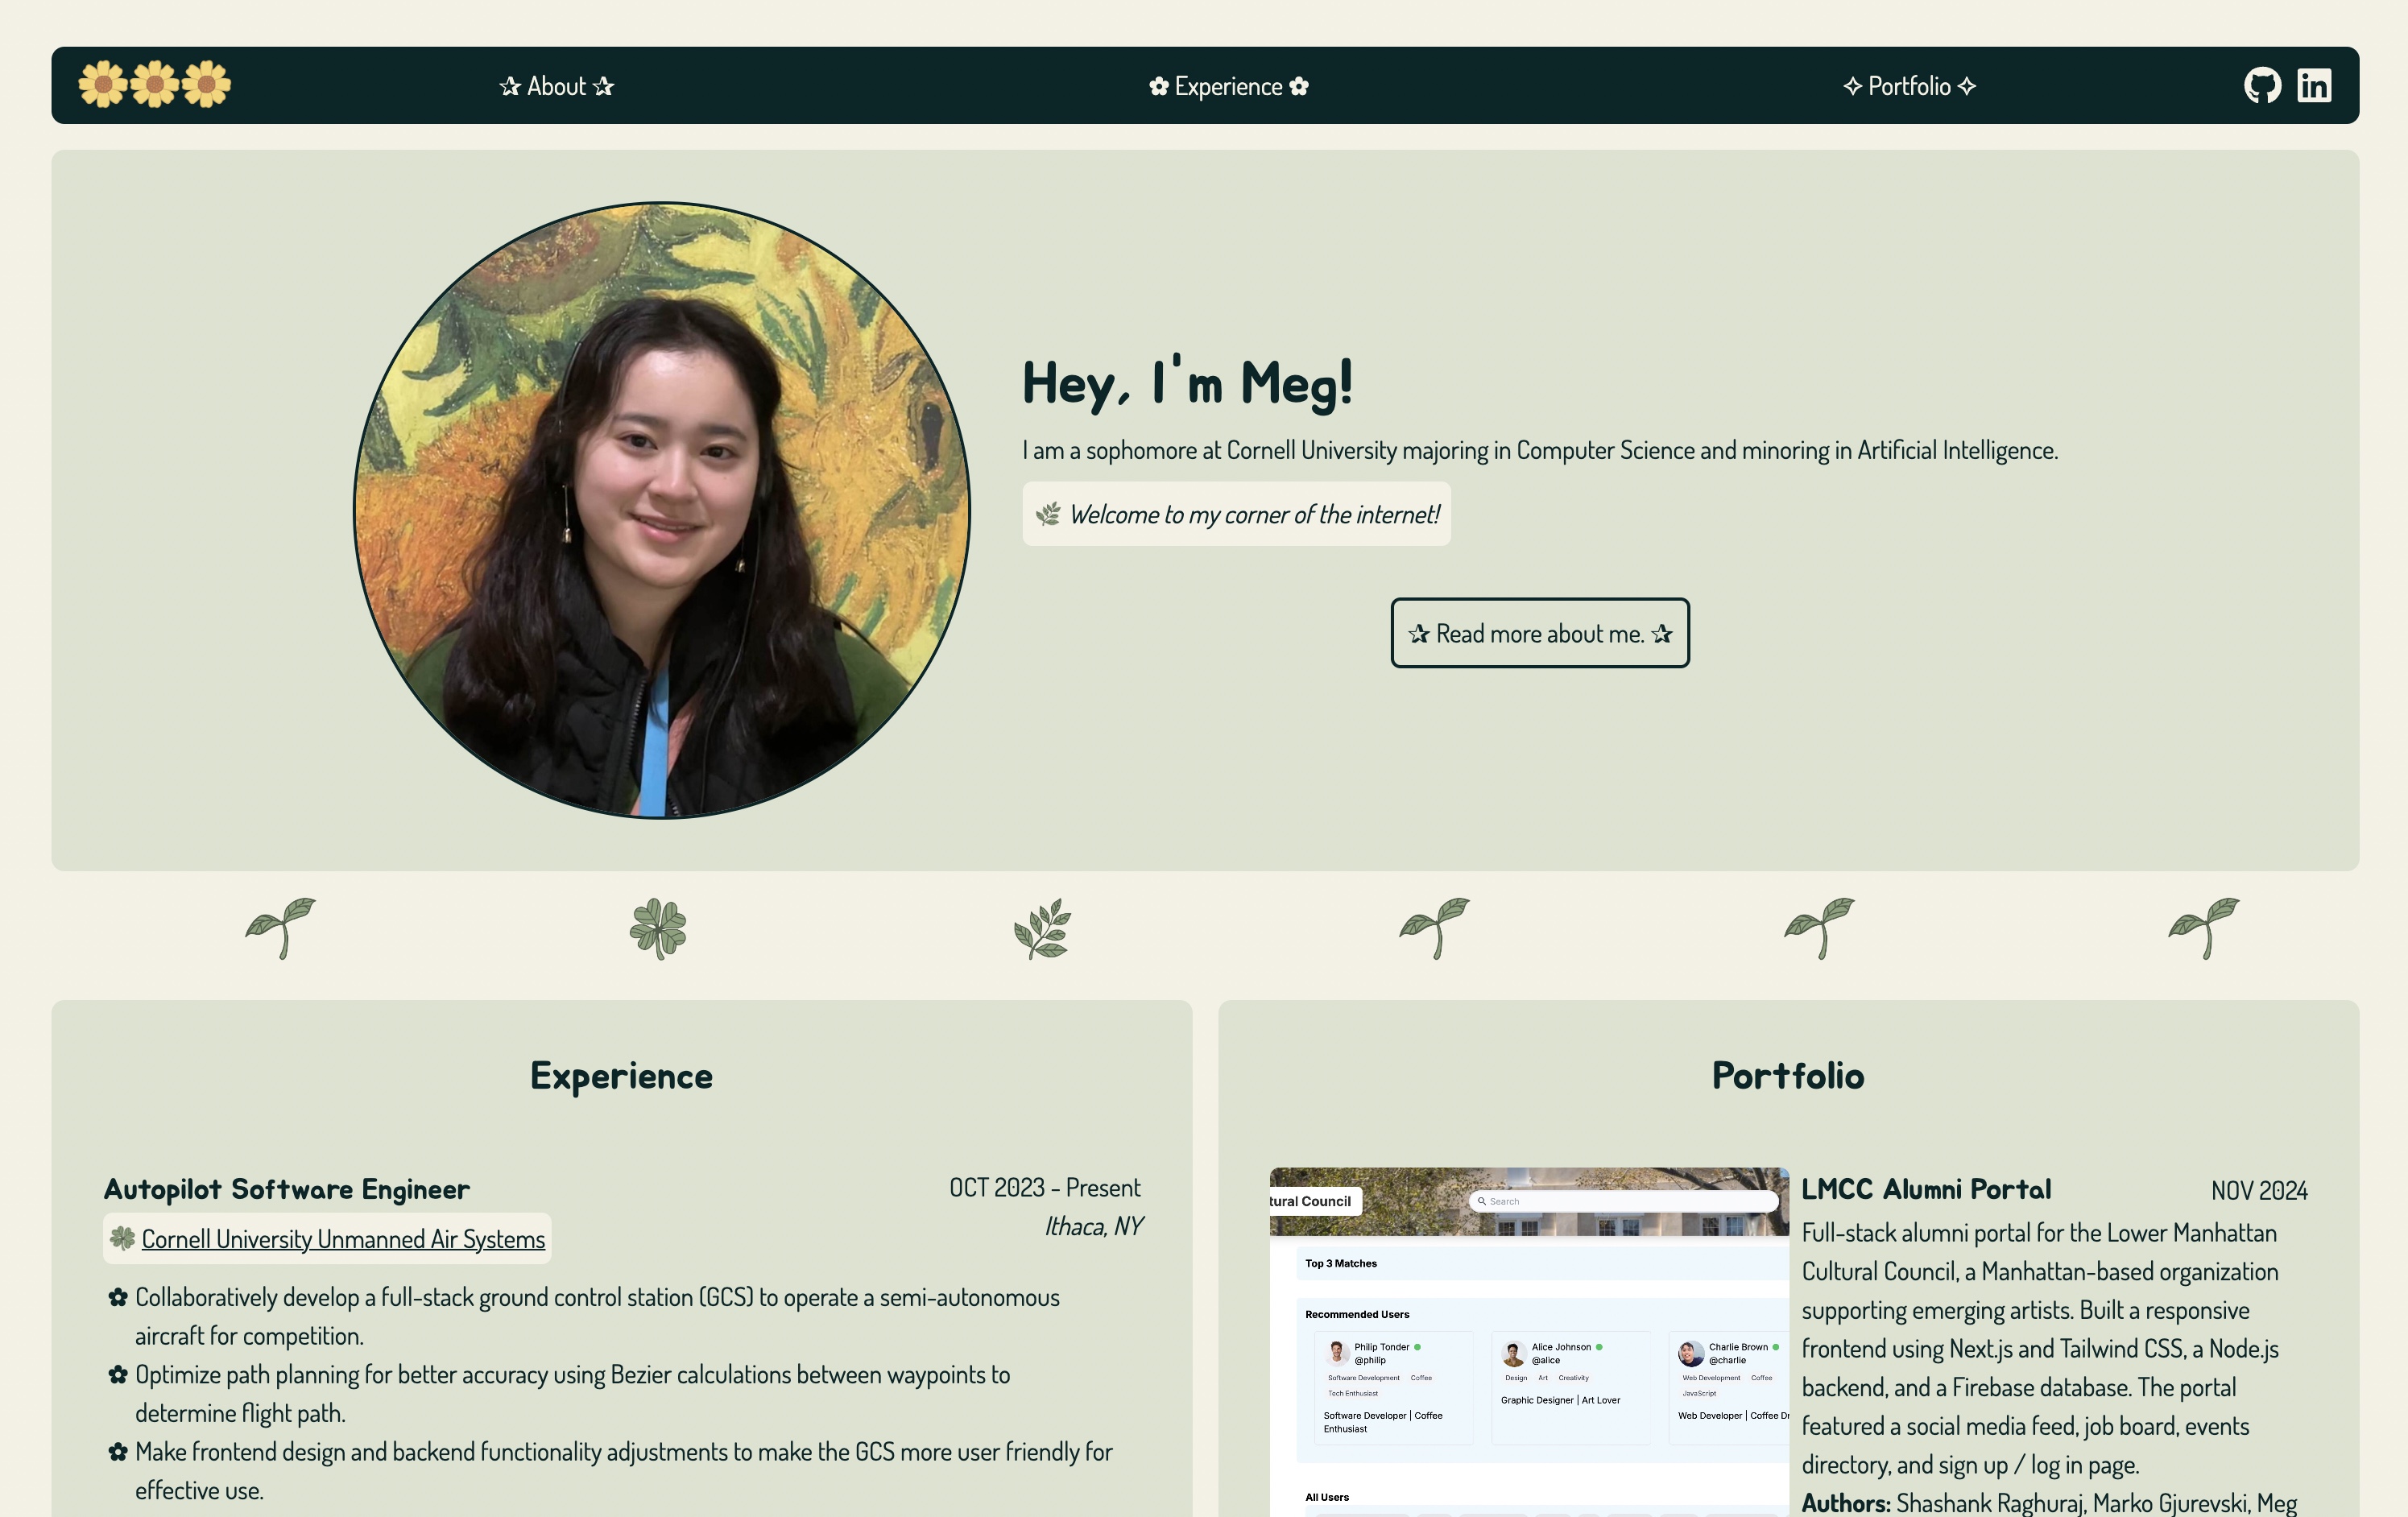 ✰ About ✰
✿ Experience ✿
✧ Portfolio ✧
Hey, I'm Meg!
I am a sophomore at Cornell University majoring in Computer Science and minoring in Artificial Intelligence.
Welcome to my corner of the internet!
✰ Read more about me. ✰
Experience
Autopilot Software Engineer
OCT 2023 - Present
Cornell University Unmanned Air Systems
Ithaca, NY
✿ Collaboratively develop a full-stack ground control station (GCS) to operate a semi-autonomous
aircraft for competition.
✿ Optimize path planning for better accuracy using Bezier calculations between waypoints to
determine flight path.
✿ Make frontend design and backend functionality adjustments to make the GCS more user friendly for
effective use.
Portfolio
tural Council
Search
Top 3 Matches
Recommended Users
Philip Tonder
@philip
Software Development Coffee
Tech Enthusiast
Software Developer | Coffee
Enthusiast
Alice Johnson
@alice
Design Art Creativity
Graphic Designer | Art Lover
Charlie Brown
@charlie
Web Development Coffee
JavaScript
Web Developer | Coffee Dr
All Users
LMCC Alumni Portal
NOV 2024
Full-stack alumni portal for the Lower Manhattan
Cultural Council, a Manhattan-based organization
supporting emerging artists. Built a responsive
frontend using Next.js and Tailwind CSS, a Node.js
backend, and a Firebase database. The portal
featured a social media feed, job board, events
directory, and sign up / log in page.
Authors: Shashank Raghuraj, Marko Gjurevski, Meg